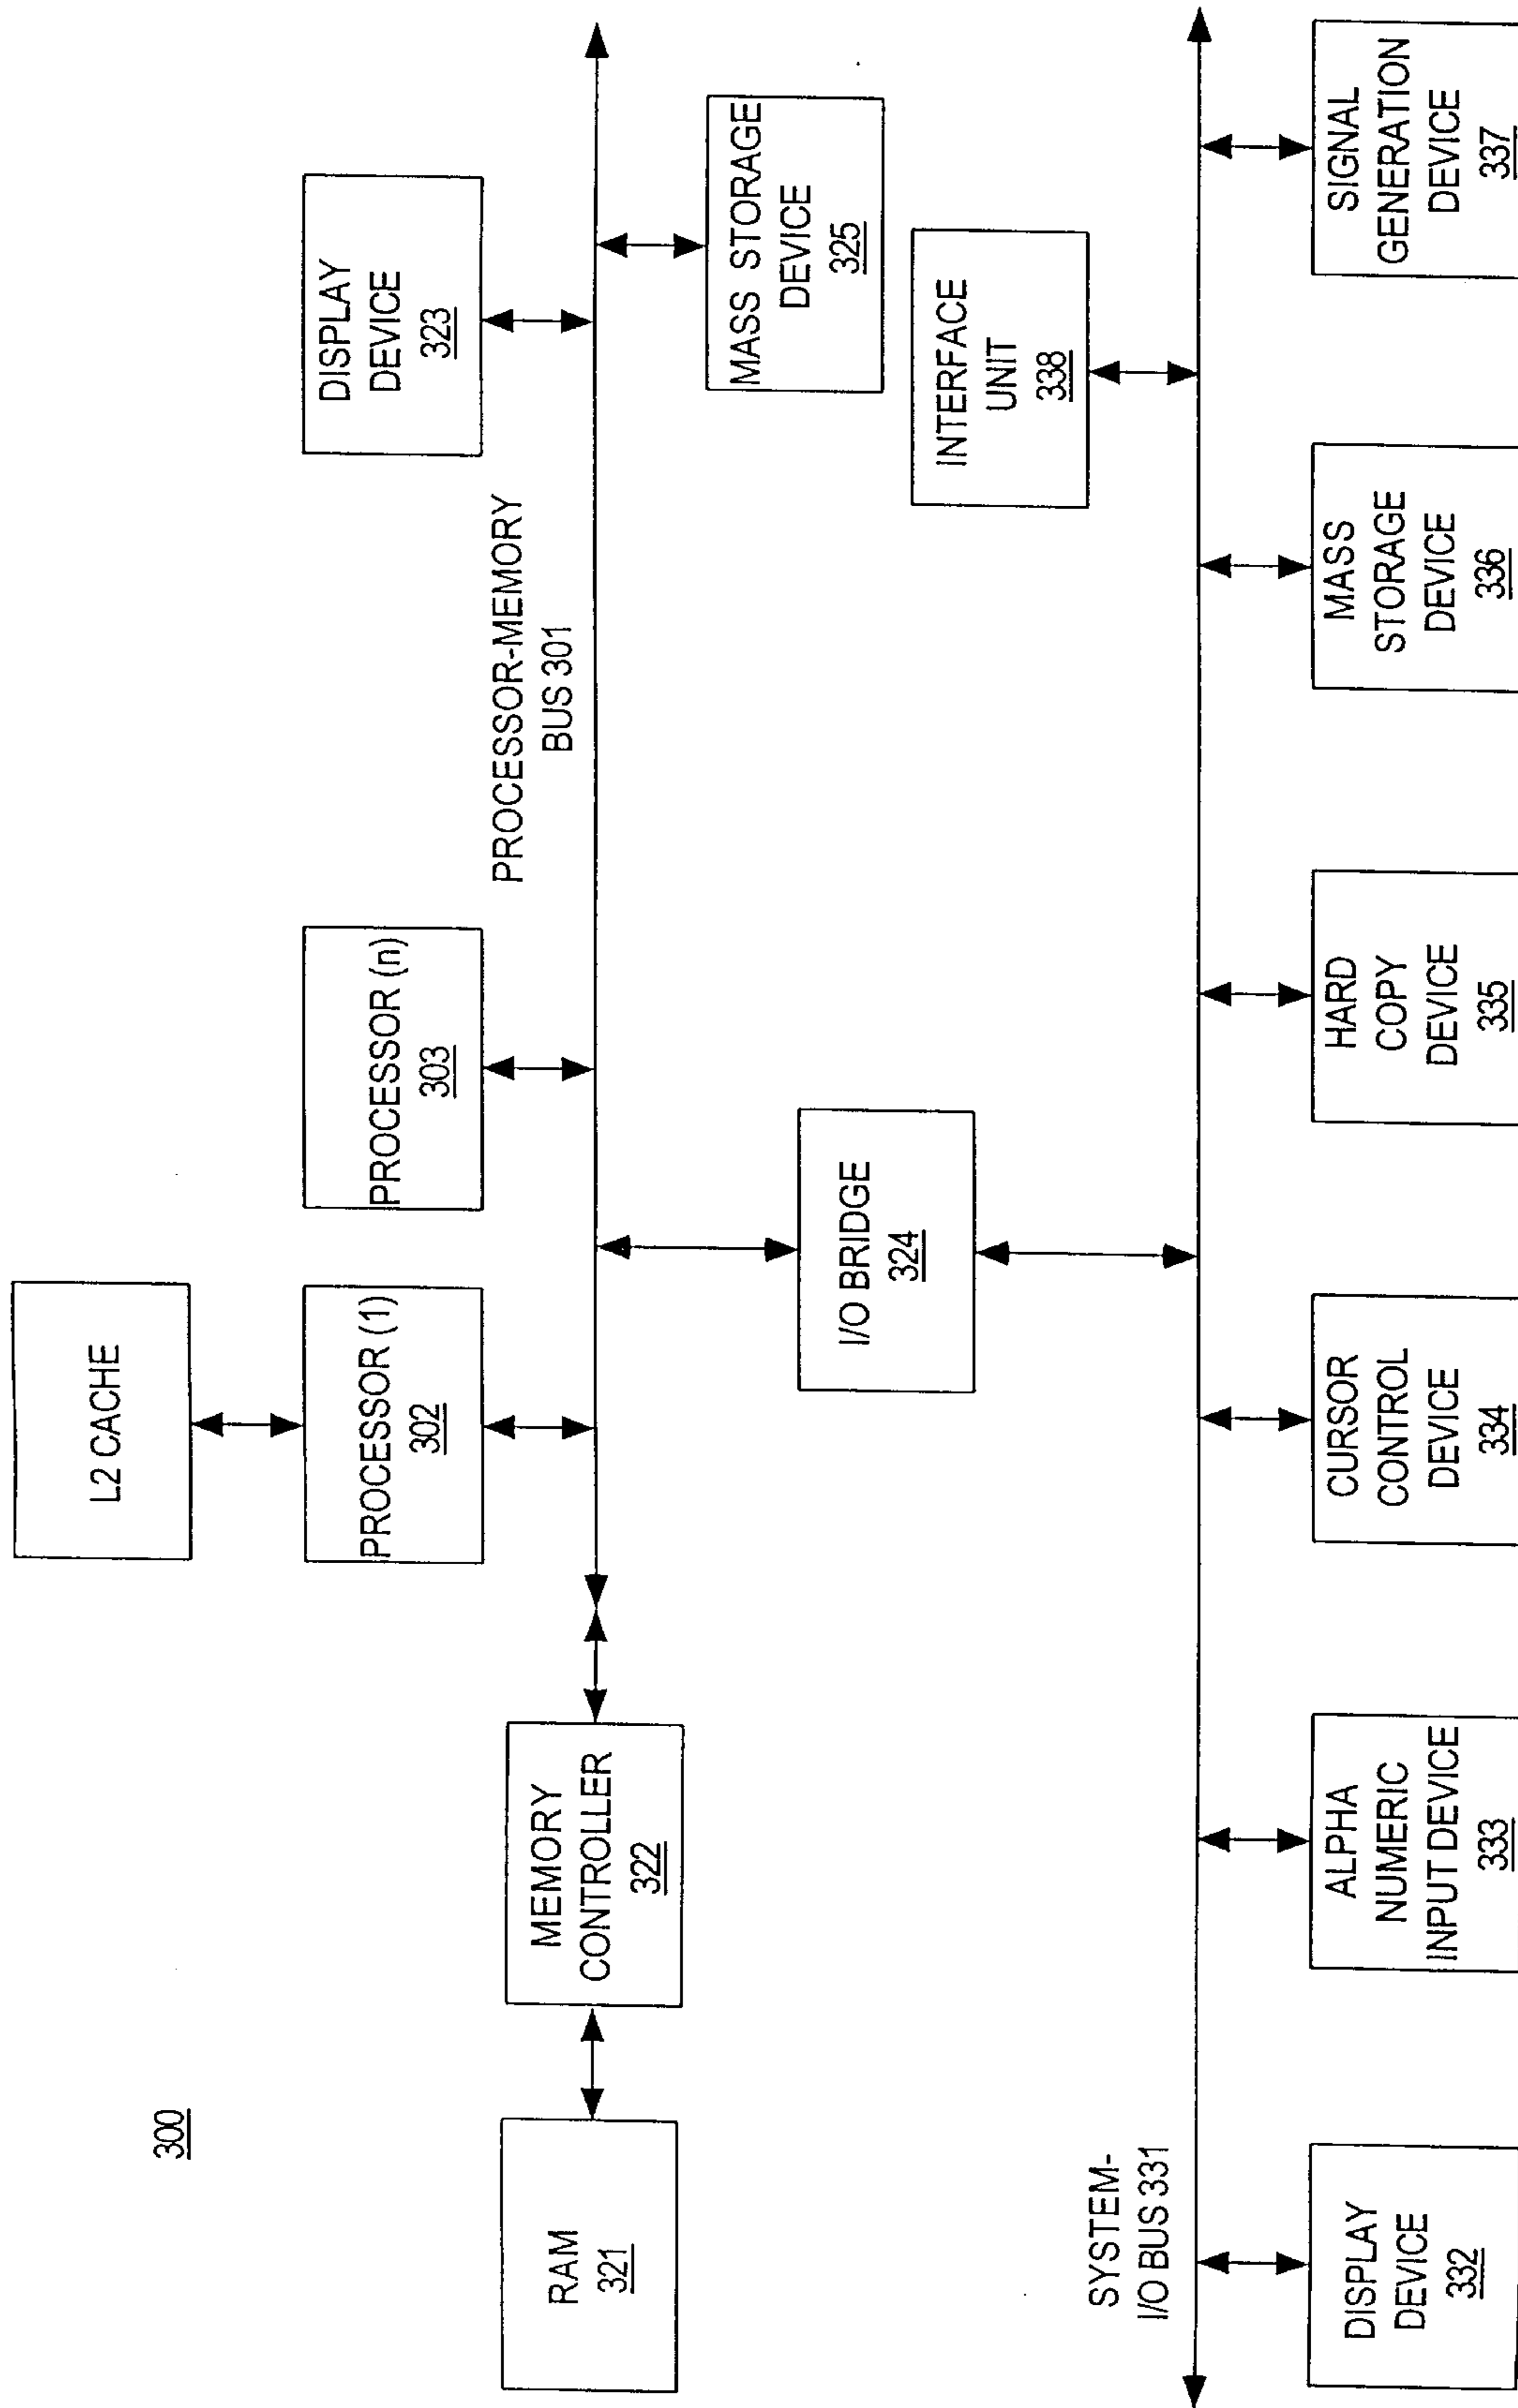 300
L2 CACHE
PROCESSOR (1)
302
PROCESSOR (n)
303
DISPLAY
DEVICE
323
PROCESSOR-MEMORY
BUS 301
RAM
321
MEMORY
CONTROLLER
322
MASS STORAGE
DEVICE
325
I/O BRIDGE
324
INTERFACE
UNIT
338
SYSTEM-
I/O BUS 331
DISPLAY
DEVICE
332
ALPHA
NUMERIC
INPUT DEVICE
333
CURSOR
CONTROL
DEVICE
334
HARD
COPY
DEVICE
335
MASS
STORAGE
DEVICE
336
SIGNAL
GENERATION
DEVICE
337